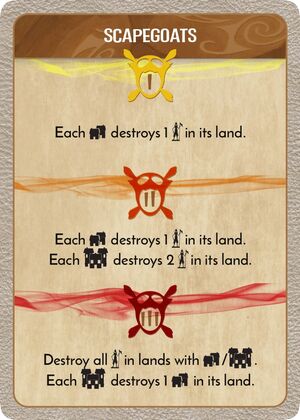 SCAPEGOATS
I
Each destroys 1 in its land.
II
Each destroys 1 in its land.
Each destroys 2 in its land.
III
Destroy all in lands with / .
Each destroys 1 in its land.